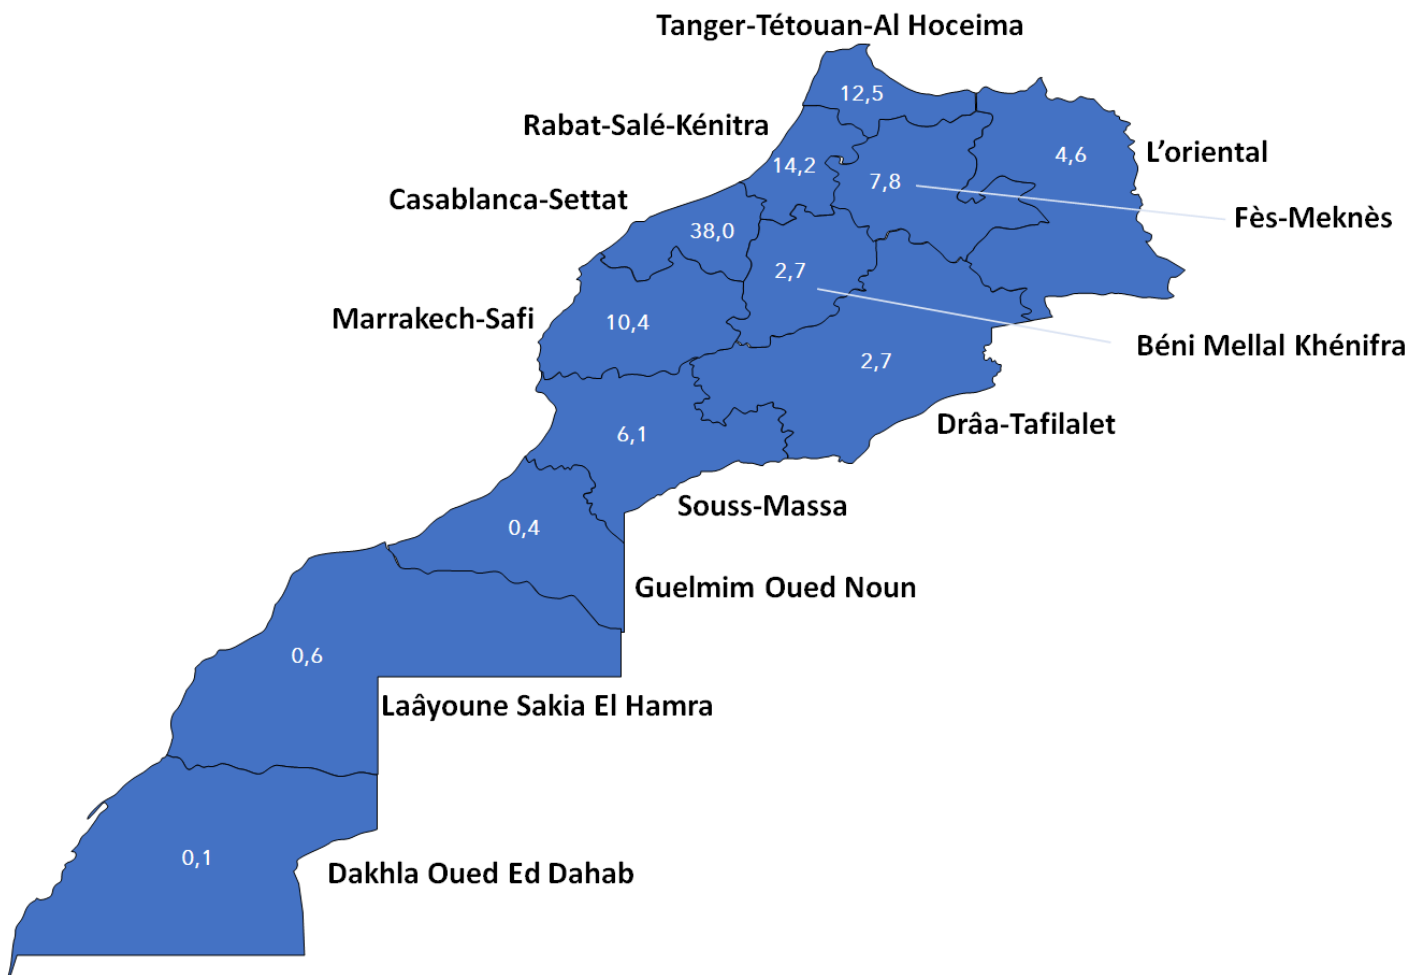 Tanger-Tétouan-Al Hoceima
12,5
Rabat-Salé-Kénitra
14,2
4,6
L’oriental
7,8
Casablanca-Settat
Fès-Meknès
38,0
2,7
Marrakech-Safi
10,4
Béni Mellal Khénifra
2,7
Drâa-Tafilalet
6,1
Souss-Massa
0,4
Guelmim Oued Noun
0,6
Laâyoune Sakia El Hamra
0,1
Dakhla Oued Ed Dahab